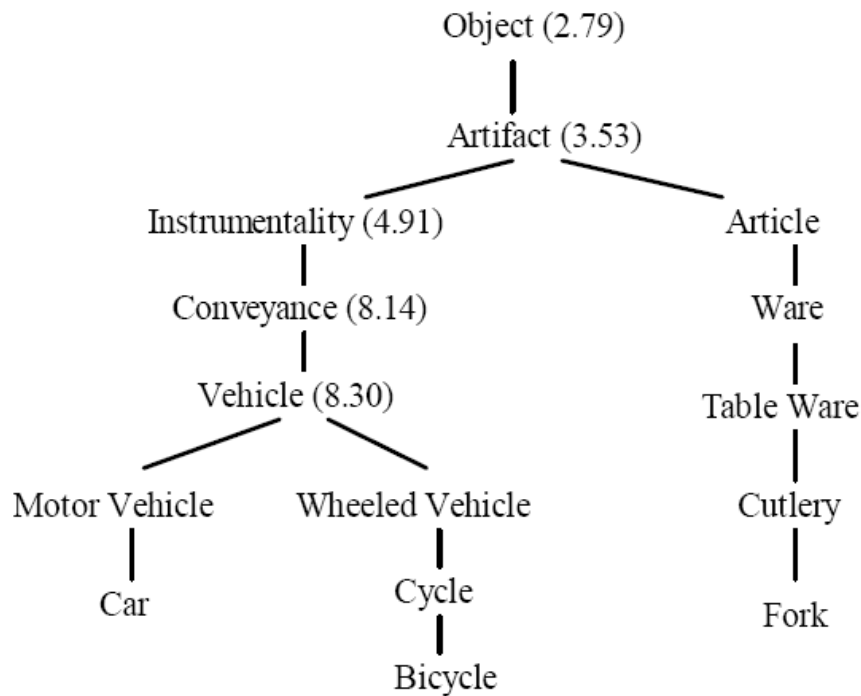 Object (2.79)
Artifact (3.53)
Instrumentality (4.91)
Article
Conveyance (8.14)
Ware
Vehicle (8.30)
Table Ware
Motor Vehicle
Wheeled Vehicle
Cutlery
Car
Cycle
Fork
Bicycle